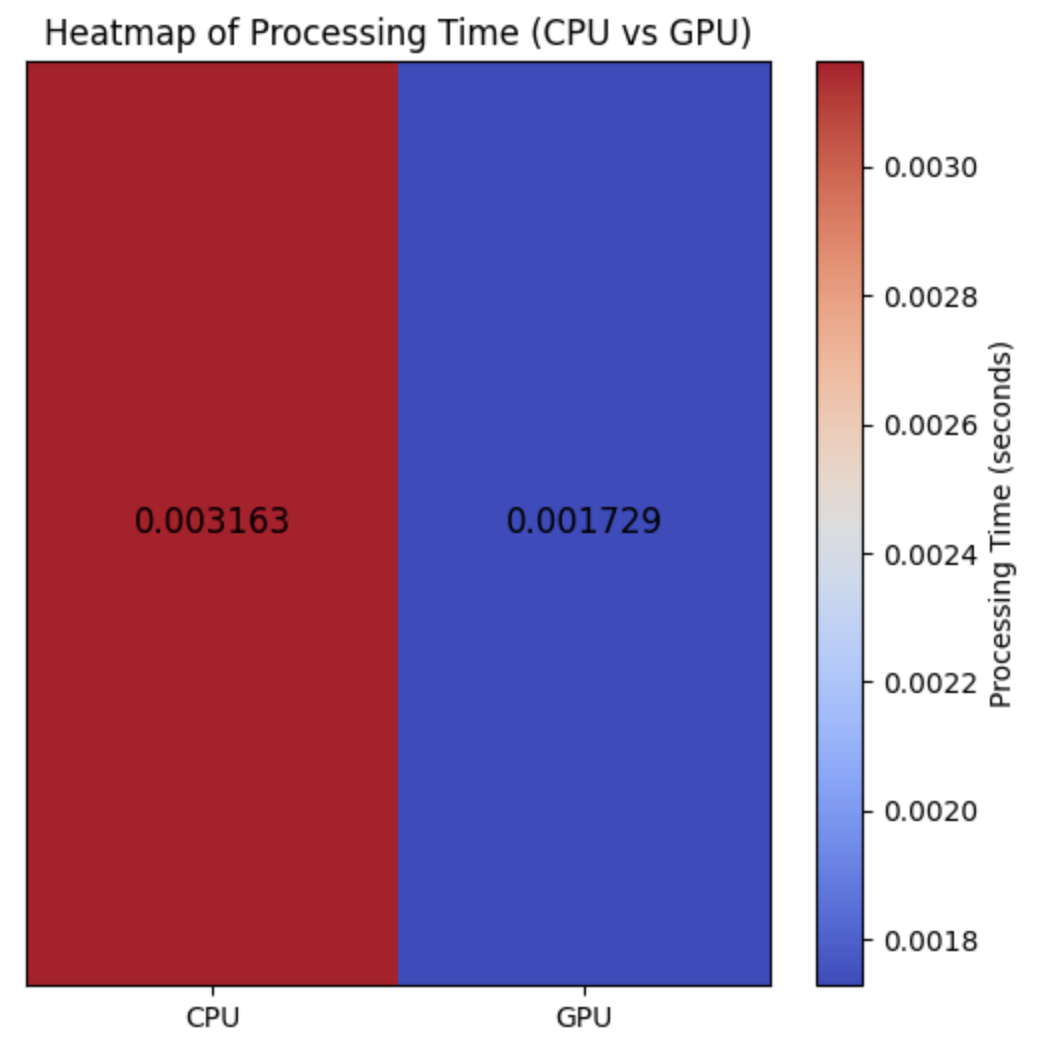 Heatmap of Processing Time (CPU vs GPU)
0.003163
0.001729
CPU
GPU
0.0030
0.0028
0.0026
0.0024
0.0022
0.0020
0.0018
Processing Time (seconds)